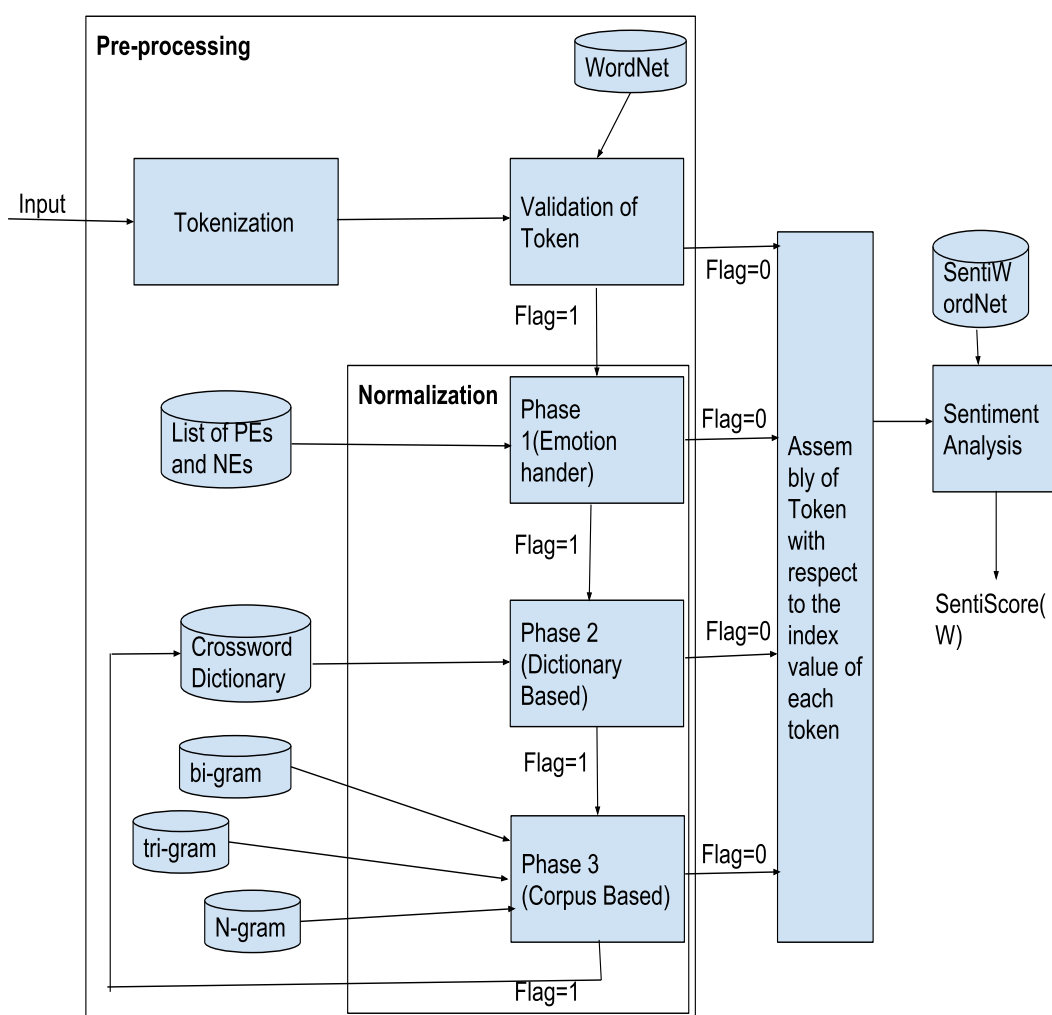 Pre-processing
WordNet
Input
Tokenization
Validation of
Token
Flag=0
Flag=1
SentiW
ordNet
Normalization
List of PEs
and NEs
Phase
1(Emotion
hander)
Flag=0
Flag=1
Assem
bly of
Token
with
respect
to the
index
value of
each
token
Sentiment
Analysis
SentiScore(
W)
Crossword
Dictionary
Phase 2
(Dictionary
Based)
Flag=0
Flag=1
bi-gram
tri-gram
N-gram
Phase 3
(Corpus Based)
Flag=0
Flag=1